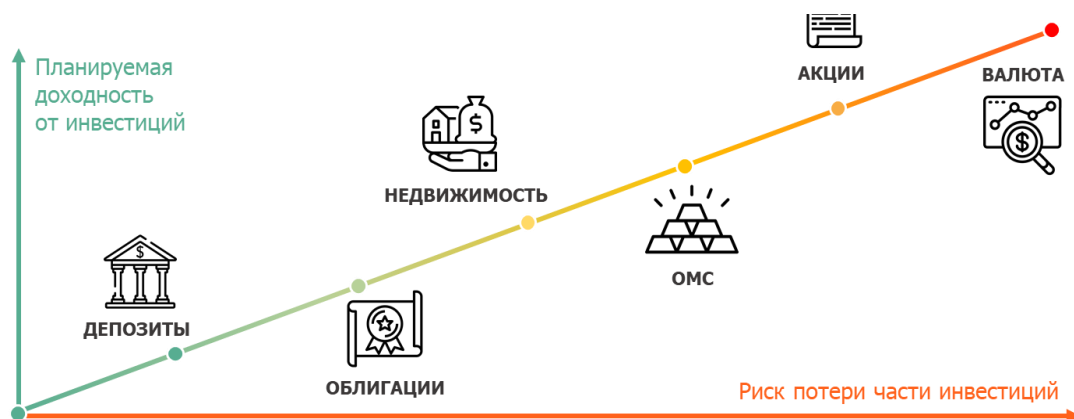 Планируемая
доходность
от инвестиций
АКЦИИ
ВАЛЮТА
НЕДВИЖИМОСТЬ
ОМС
ДЕПОЗИТЫ
ОБЛИГАЦИИ
Риск потери части инвестиций